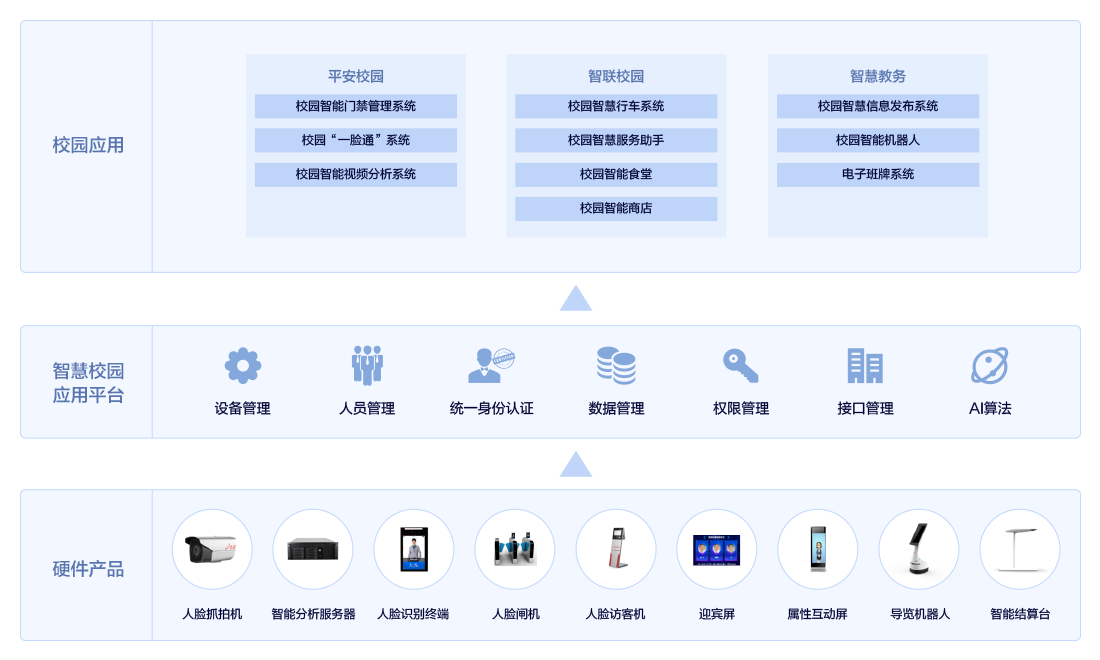 校园应用
平安校园
校园智能门禁管理系统
校园“一脸通”系统
校园智能视频分析系统
智联校园
校园智慧行车系统
校园智慧服务助手
校园智能食堂
校园智能商店
智慧教务
校园智慧信息发布系统
校园智能机器人
电子班牌系统
智慧校园
应用平台
设备管理
人员管理
统一身份认证
数据管理
权限管理
接口管理
AI算法
硬件产品
人脸抓拍机
智能分析服务器
人脸识别终端
人脸闸机
人脸访客机
迎宾屏
属性互动屏
导览机器人
智能结算台